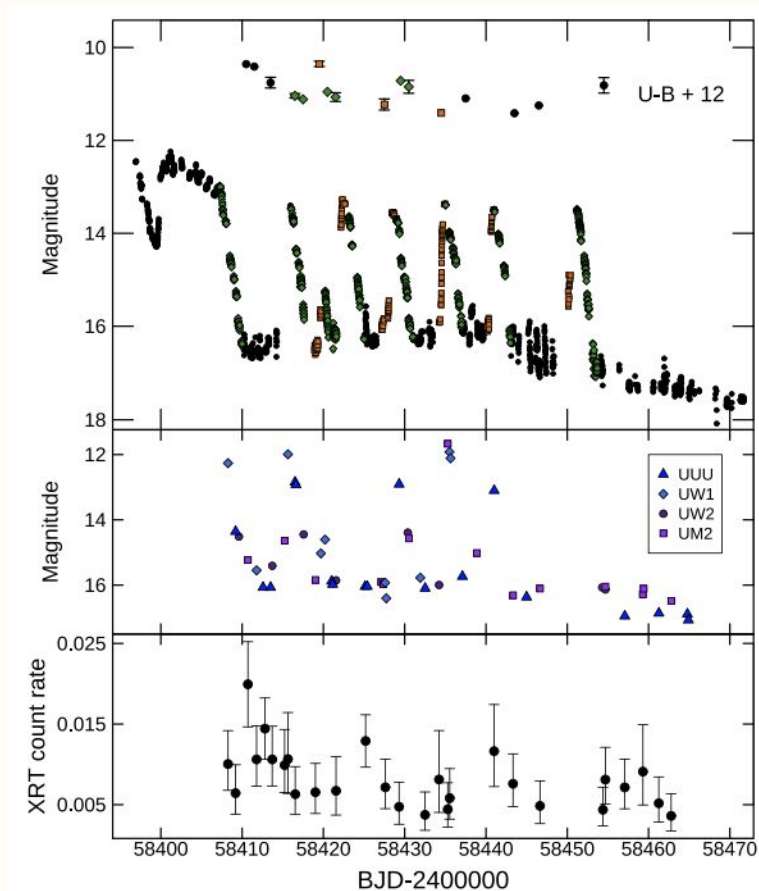 10
12
14
16
18
Magnitude
U-B + 12
12
14
16
Magnitude
UUU
UW1
UW2
UM2
0.025
0.015
0.005
XRT count rate
58400 58410 58420 58430 58440 58450 58460 58470
BJD-2400000